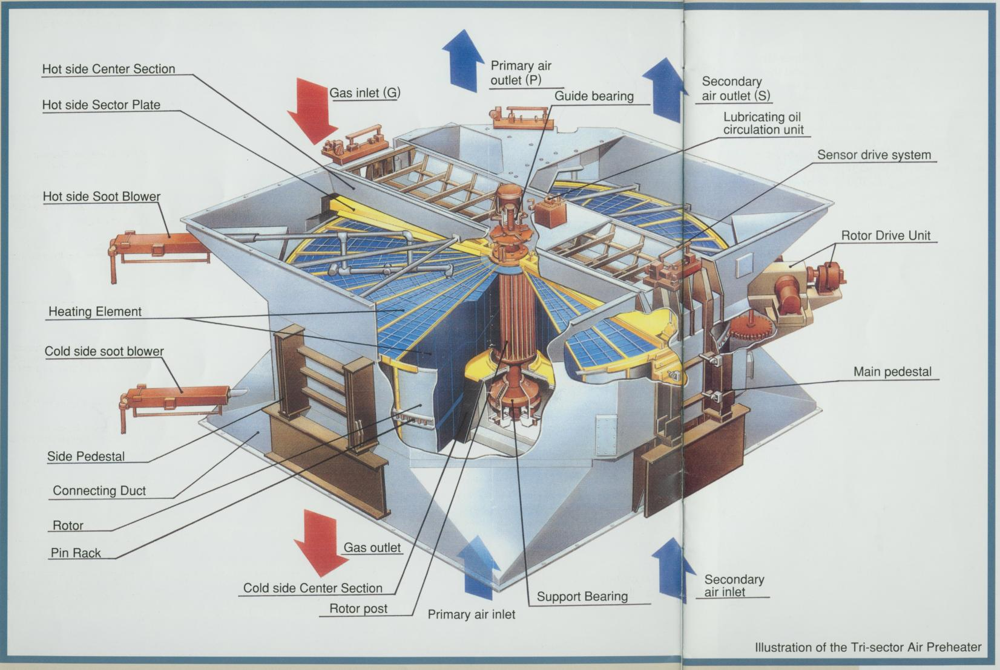 Hot side Center Section
Hot side Sector Plate
Gas inlet (G)
Primary air
outlet (P)
Guide bearing
Secondary
air outlet (S)
Lubricating oil
circulation unit
Sensor drive system
Hot side Soot Blower
Rotor Drive Unit
Heating Element
Cold side soot blower
Main pedestal
Side Pedestal
Connecting Duct
Rotor
Pin Rack
Gas outlet
Cold side Center Section
Rotor post
Primary air inlet
Support Bearing
Secondary
air inlet
Illustration of the Tri-sector Air Preheater